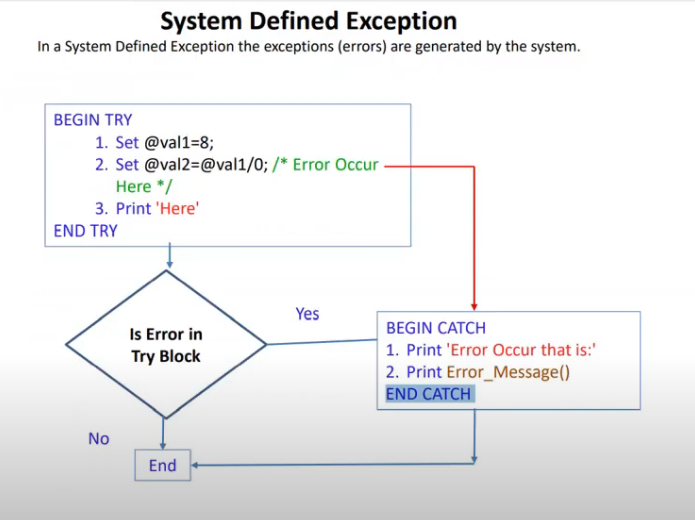 System Defined Exception
In a System Defined Exception the exceptions (errors) are generated by the system.
BEGIN TRY
1. Set @val1=8;
2. Set @val2=@val1/0; /* Error Occur
Here */
3. Print 'Here'
END TRY
Is Error in
Try Block
Yes
BEGIN CATCH
1. Print 'Error Occur that is:'
2. Print Error_Message()
END CATCH
No
End